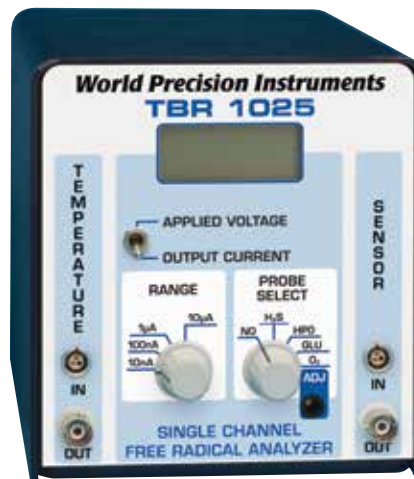 World Precision Instruments
TBR 1025
TEMPERATURE
IN
OUT
APPLIED VOLTAGE
OUTPUT CURRENT
RANGE
10µA
1µA
100nA
10nA
PROBE
SELECT
NO
H₂S
HPO
GLU
O₂
ADJ
SENSOR
IN
OUT
SINGLE CHANNEL
FREE RADICAL ANALYZER